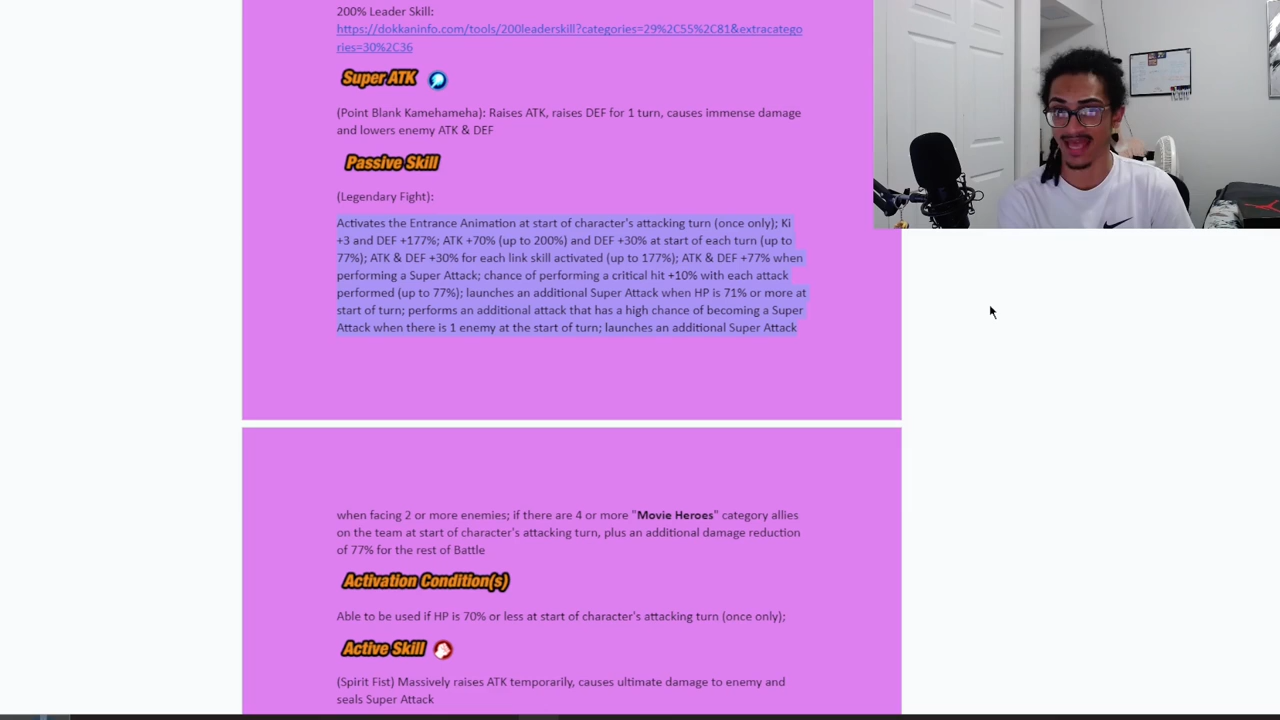 200% Leader Skill:
https://dokkaninfo.com/tools/200leaderskill?categories=29%2C55%2C81&extracatego
ries=30%2C36
Super ATK
(Point Blank Kamehameha): Raises ATK, raises DEF for 1 turn, causes immense damage
and lowers enemy ATK & DEF
Passive Skill
(Legendary Fight):
Activates the Entrance Animation at start of character's attacking turn (once only); Ki
+3 and DEF +177%; ATK +70% (up to 200%) and DEF +30% at start of each turn (up to
77%); ATK & DEF +30% for each link skill activated (up to 177%); ATK & DEF +77% when
performing a Super Attack; chance of performing a critical hit +10% with each attack
performed (up to 77%); launches an additional Super Attack when HP is 71% or more at
start of turn; performs an additional attack that has a high chance of becoming a Super
Attack when there is 1 enemy at the start of turn; launches an additional Super Attack
when facing 2 or more enemies; if there are 4 or more "Movie Heroes" category allies
on the team at start of character's attacking turn, plus an additional damage reduction
of 77% for the rest of Battle
Activation Condition(s)
Able to be used if HP is 70% or less at start of character's attacking turn (once only);
Active Skill
(Spirit Fist) Massively raises ATK temporarily, causes ultimate damage to enemy and
seals Super Attack